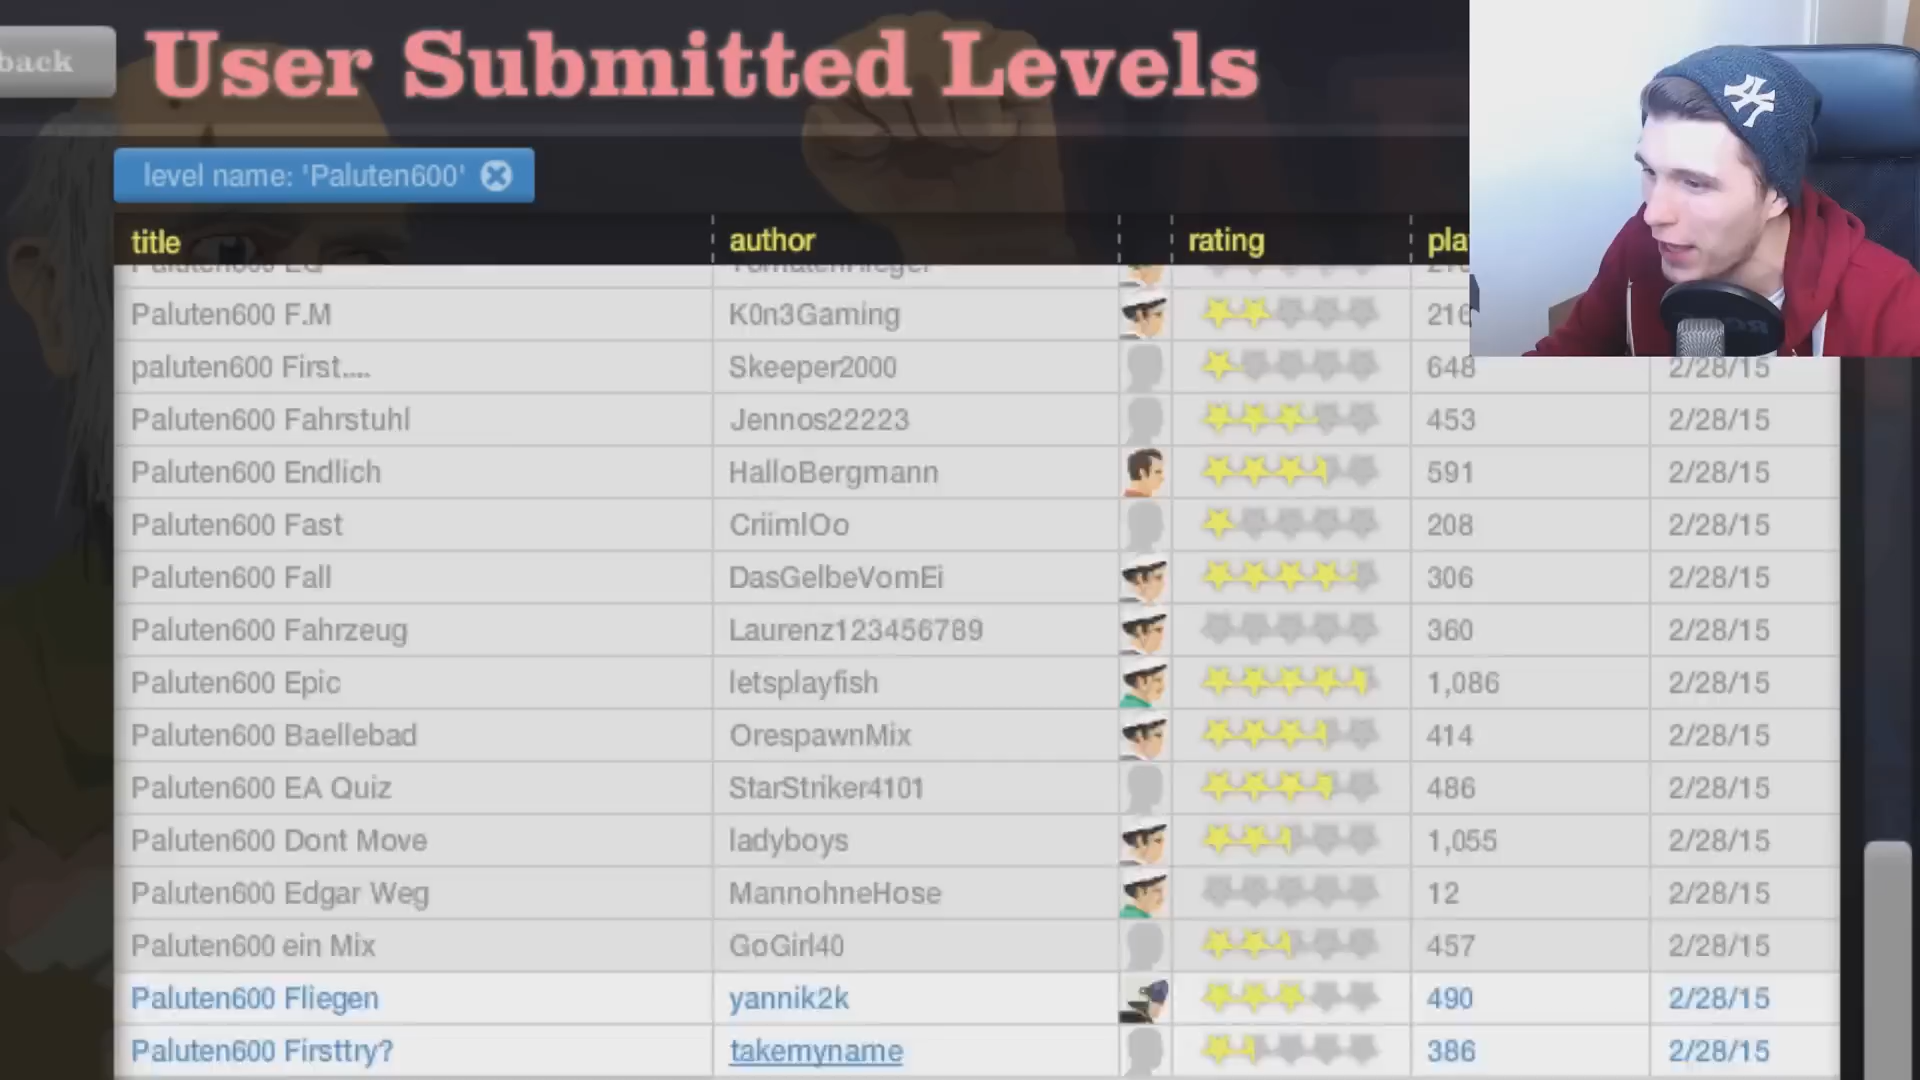 back
User Submitted Levels
level name: 'Paluten600'
title author rating pla
Paluten600 F.M K0n3Gaming 216
paluten600 First.... Skeeper2000 648 2/28/15
Paluten600 Fahrstuhl Jennos22223 453 2/28/15
Paluten600 Endlich HalloBergmann 591 2/28/15
Paluten600 Fast CriimlOo 208 2/28/15
Paluten600 Fall DasGelbeVomEi 306 2/28/15
Paluten600 Fahrzeug Laurenz123456789 360 2/28/15
Paluten600 Epic letsplayfish 1,086 2/28/15
Paluten600 Baellebad OrespawnMix 414 2/28/15
Paluten600 EA Quiz StarStriker4101 486 2/28/15
Paluten600 Dont Move ladyboys 1,055 2/28/15
Paluten600 Edgar Weg MannohneHose 12 2/28/15
Paluten600 ein Mix GoGirl40 457 2/28/15
Paluten600 Fliegen yannik2k 490 2/28/15
Paluten600 Firsttry? takemyname 386 2/28/15